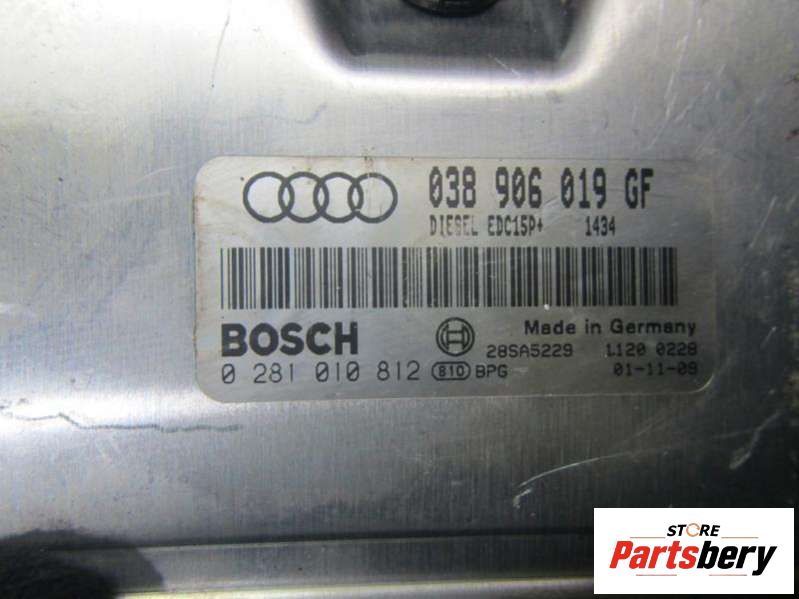 038 906 019 GF
DIESEL EDC15P+ 1434
BOSCH
Made in Germany
28SA5229 1120 0228
0 281 010 812 810 BPG 01-11-09
STORE
Partsbery